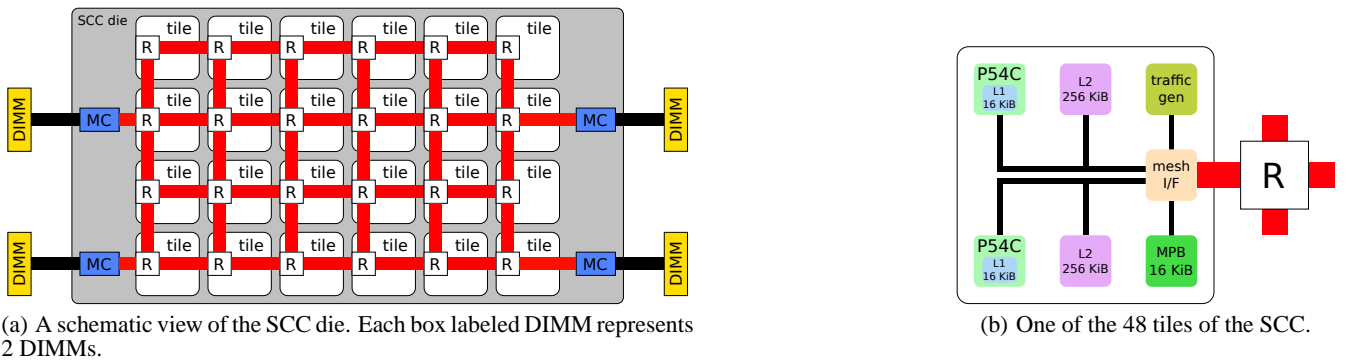 SCC die
tile tile tile tile tile tile
R R R R R R
tile tile tile tile tile tile
DIMM MC R R R R R R MC DIMM
tile tile tile tile tile tile
R R R R R R
tile tile tile tile tile tile
DIMM MC R R R R R R MC DIMM
(a) A schematic view of the SCC die. Each box labeled DIMM represents
2 DIMMs.
P54C
L1
16 KiB
L2
256 KiB
traffic
gen
mesh
I/F
R
P54C
L1
16 KiB
L2
256 KiB
MPB
16 KiB
(b) One of the 48 tiles of the SCC.